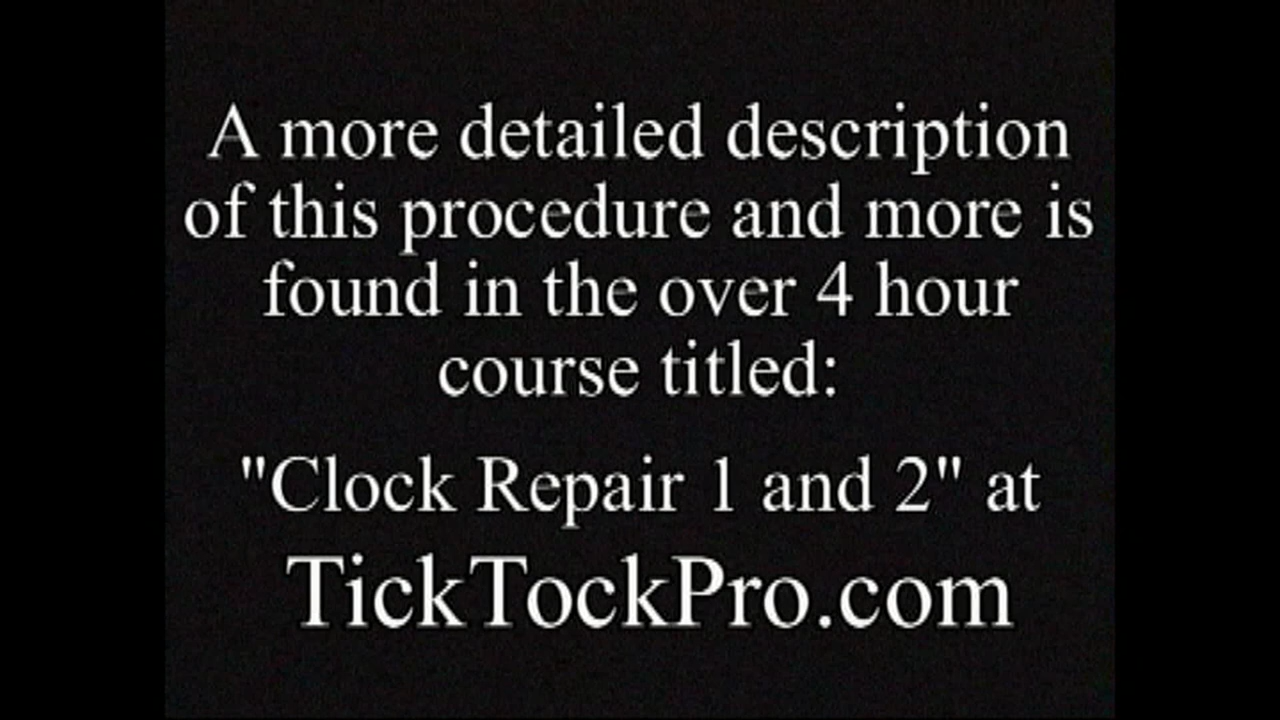 A more detailed description
of this procedure and more is
found in the over 4 hour
course titled:
"Clock Repair 1 and 2" at
TickTockPro.com